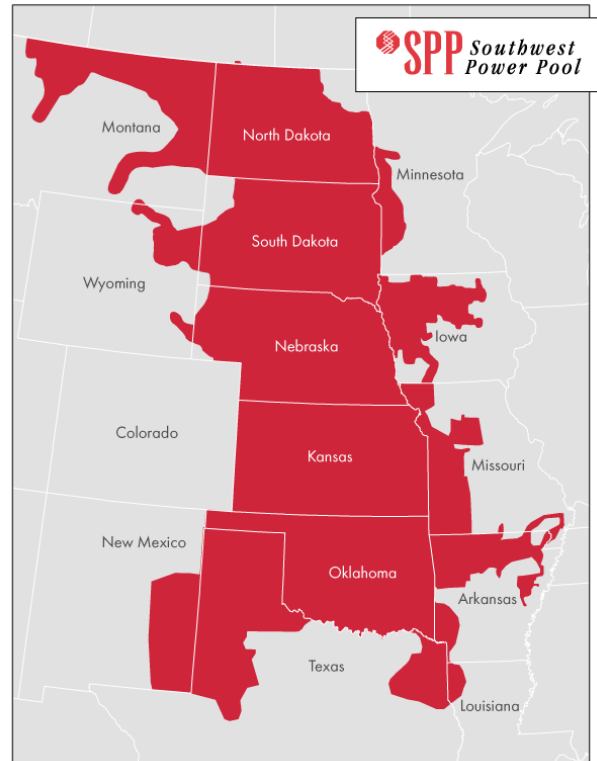 SPP Southwest
Power Pool
Montana
North Dakota
Minnesota
South Dakota
Wyoming
Iowa
Nebraska
Colorado
Kansas
Missouri
New Mexico
Oklahoma
Arkansas
Texas
Louisiana